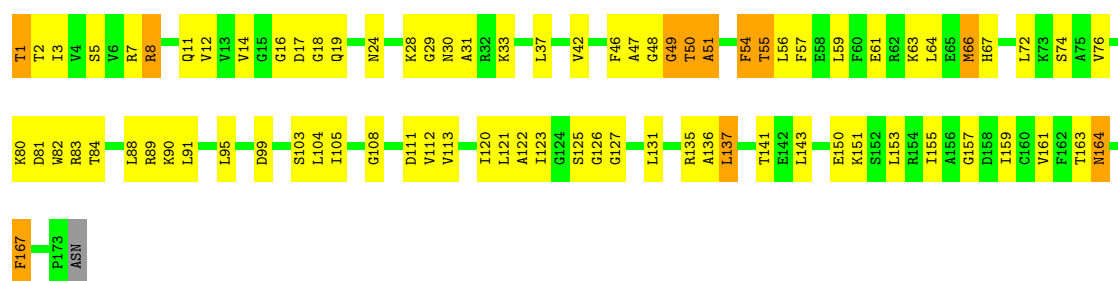 T1 T2 I3 V4 S5 V6 R7 R8 Q11 V12 V13 V14 G15 G16 D17 G18 Q19 N24 K28 G29 N30 A31 R32 K33 L37 V42 F46 A47 G48 G49 T50 A51 F54 T55 L56 F57 E58 L59 F60 E61 R62 K63 L64 E65 M66 H67 L72 K73 S74 A75 V76
K80 D81 W82 R83 T84 L88 R89 K90 L91 L95 D99 S103 L104 I105 G108 D111 V112 V113 I120 L121 A122 I123 G124 S125 G126 G127 L131 R135 A136 L137 T141 E142 L143 E150 K151 S152 L153 R154 I155 A156 G157 D158 I159 C160 V161 F162 T163 N164
F167 P173 ASN